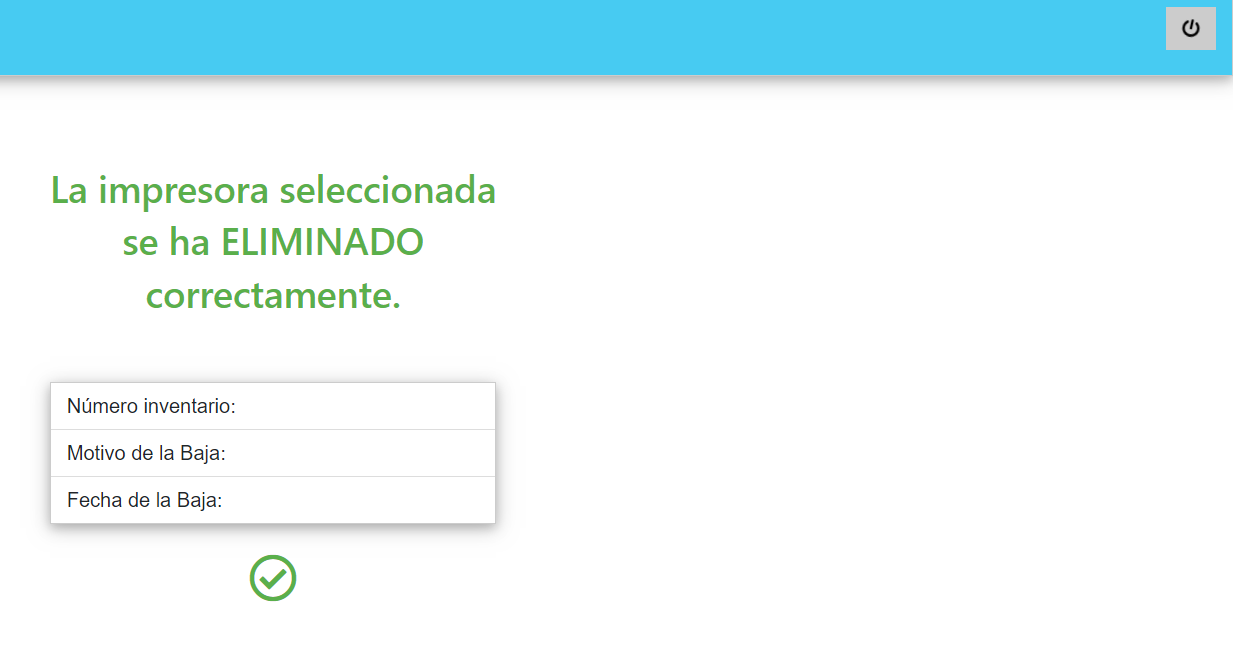 La impresora seleccionada
se ha ELIMINADO
correctamente.
Número inventario:
Motivo de la Baja:
Fecha de la Baja: